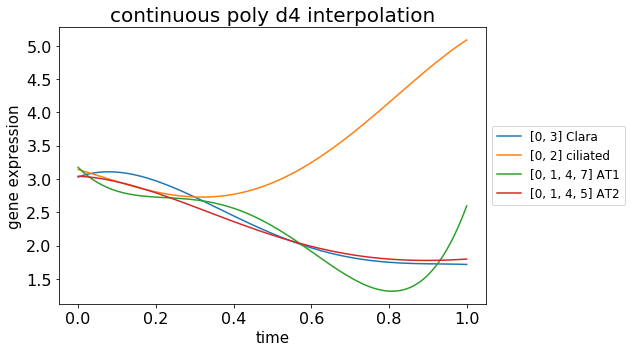 continuous poly d4 interpolation
gene expression
5.0
4.5
4.0
3.5
3.0
2.5
2.0
1.5
0.0 0.2 0.4 0.6 0.8 1.0
time
[0, 3] Clara
[0, 2] ciliated
[0, 1, 4, 7] AT1
[0, 1, 4, 5] AT2